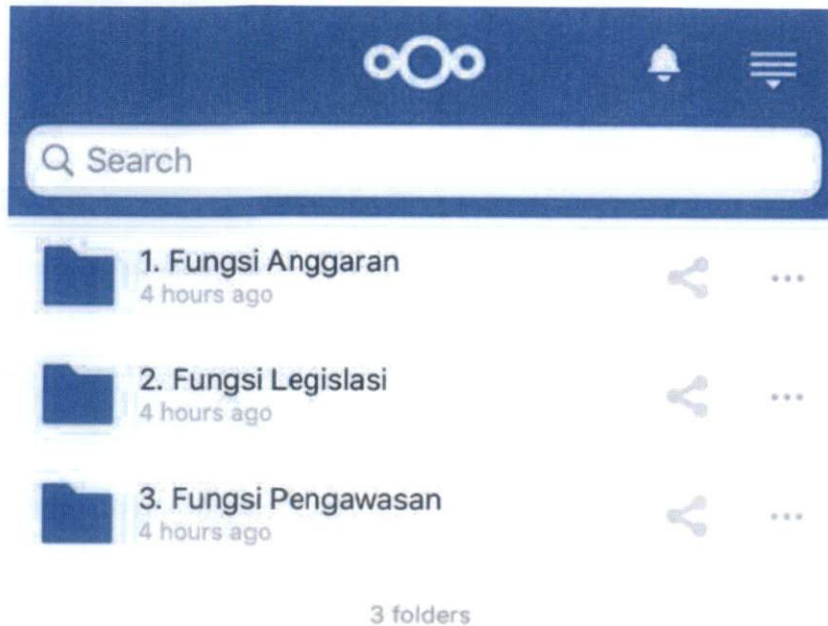 Search
1. Fungsi Anggaran
4 hours ago
2. Fungsi Legislasi
4 hours ago
3. Fungsi Pengawasan
4 hours ago
3 folders